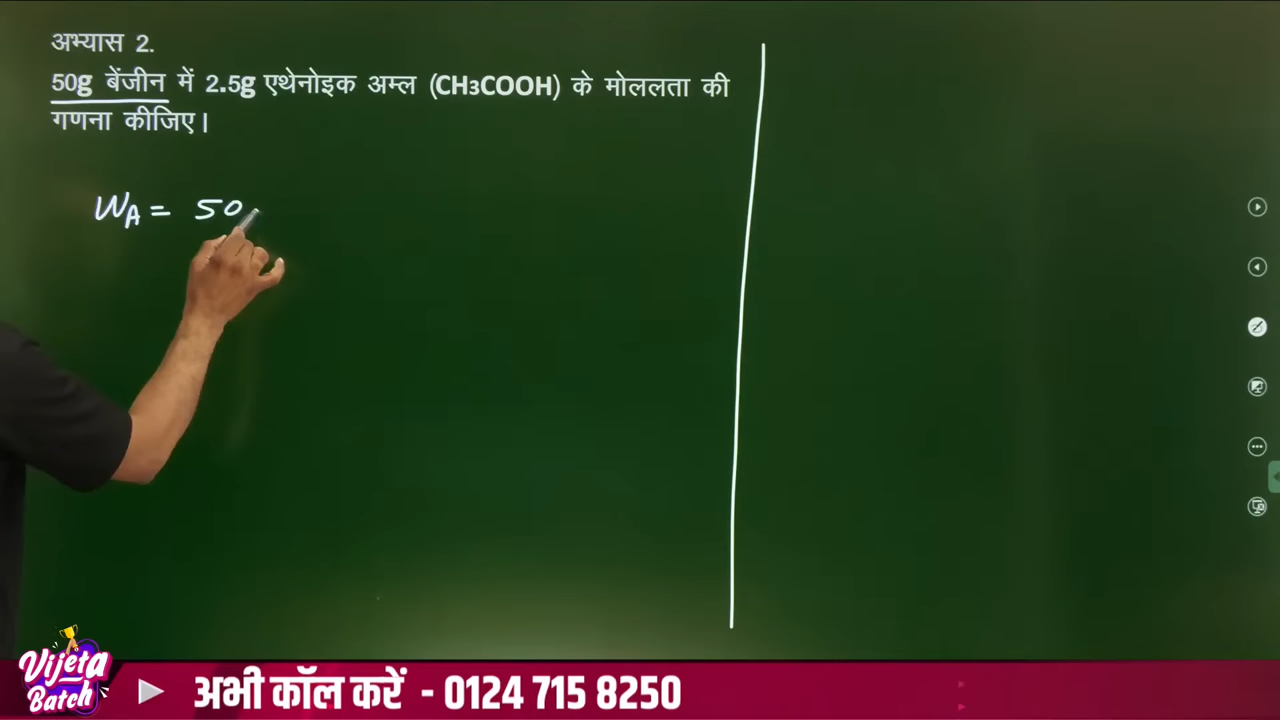 अभ्यास 2.
50g बेंजीन में 2.5g एथेनोइक अम्ल (CH3COOH) के मोललता की
गणना कीजिए।
WA = 50
Vijeta
Batch
अभी कॉल करें - 0124 715 8250